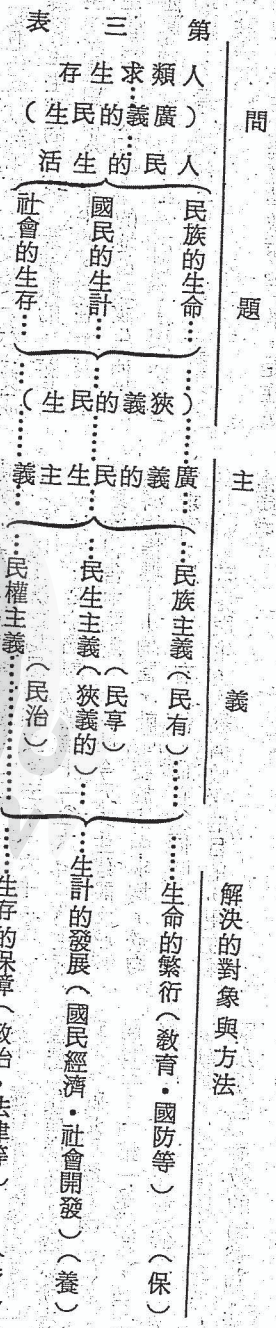 第三表
問題
主義
解決的對象與方法
人類求生存
(廣義的民生)
人民的生活
民族的生命
國民的生計
社會的生存
(狹義的民生)
廣義的民生主義
民族主義(民有)
(民享)
民生主義(狹義的)
(民治)
民權主義
生命的繁衍(教育・國防等)(保)
生計的發展(國民經濟・社會開發)(養)
生存的保障(政治・法律等)